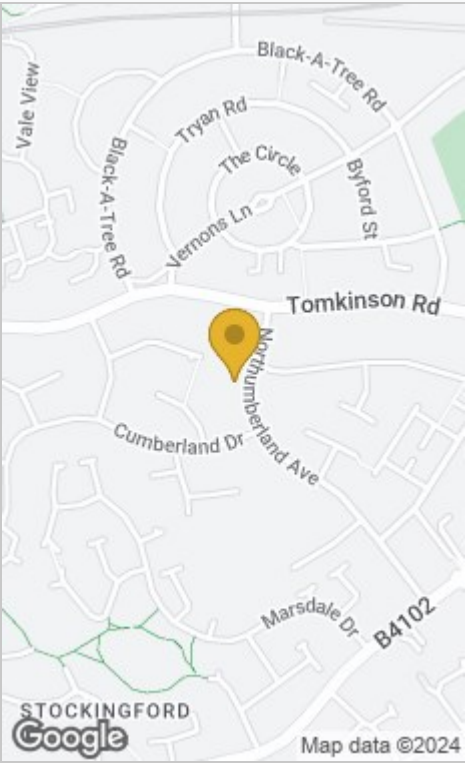 Black-A-Tree Rd
Vale View
Tryan Rd
The Circle
Black-A-Tree Rd
Byford St
Vernons Ln
Tomkinson Rd
Northumberland Ave
Cumberland Dr
Marsdale Dr
B4102
STOCKINGFORD
Google
Map data ©2024